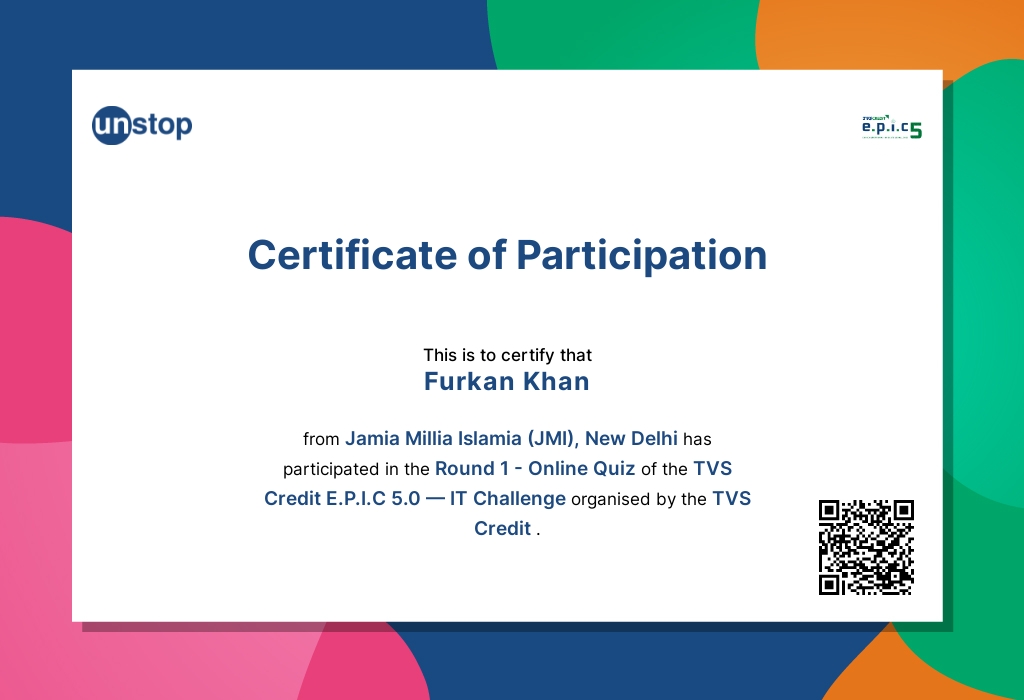 unstop
e.p.i.c 5
Certificate of Participation
This is to certify that
Furkan Khan
from Jamia Millia Islamia (JMI), New Delhi has
participated in the Round 1 - Online Quiz of the TVS
Credit E.P.I.C 5.0 — IT Challenge organised by the TVS
Credit .